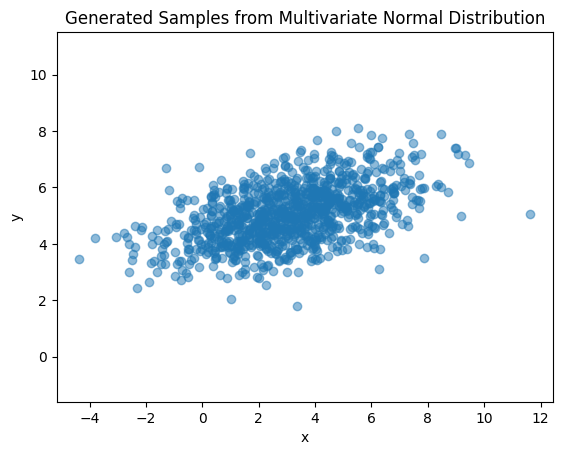 Generated Samples from Multivariate Normal Distribution
10
8
6
4
2
0
y
−4 −2 0 2 4 6 8 10 12
x